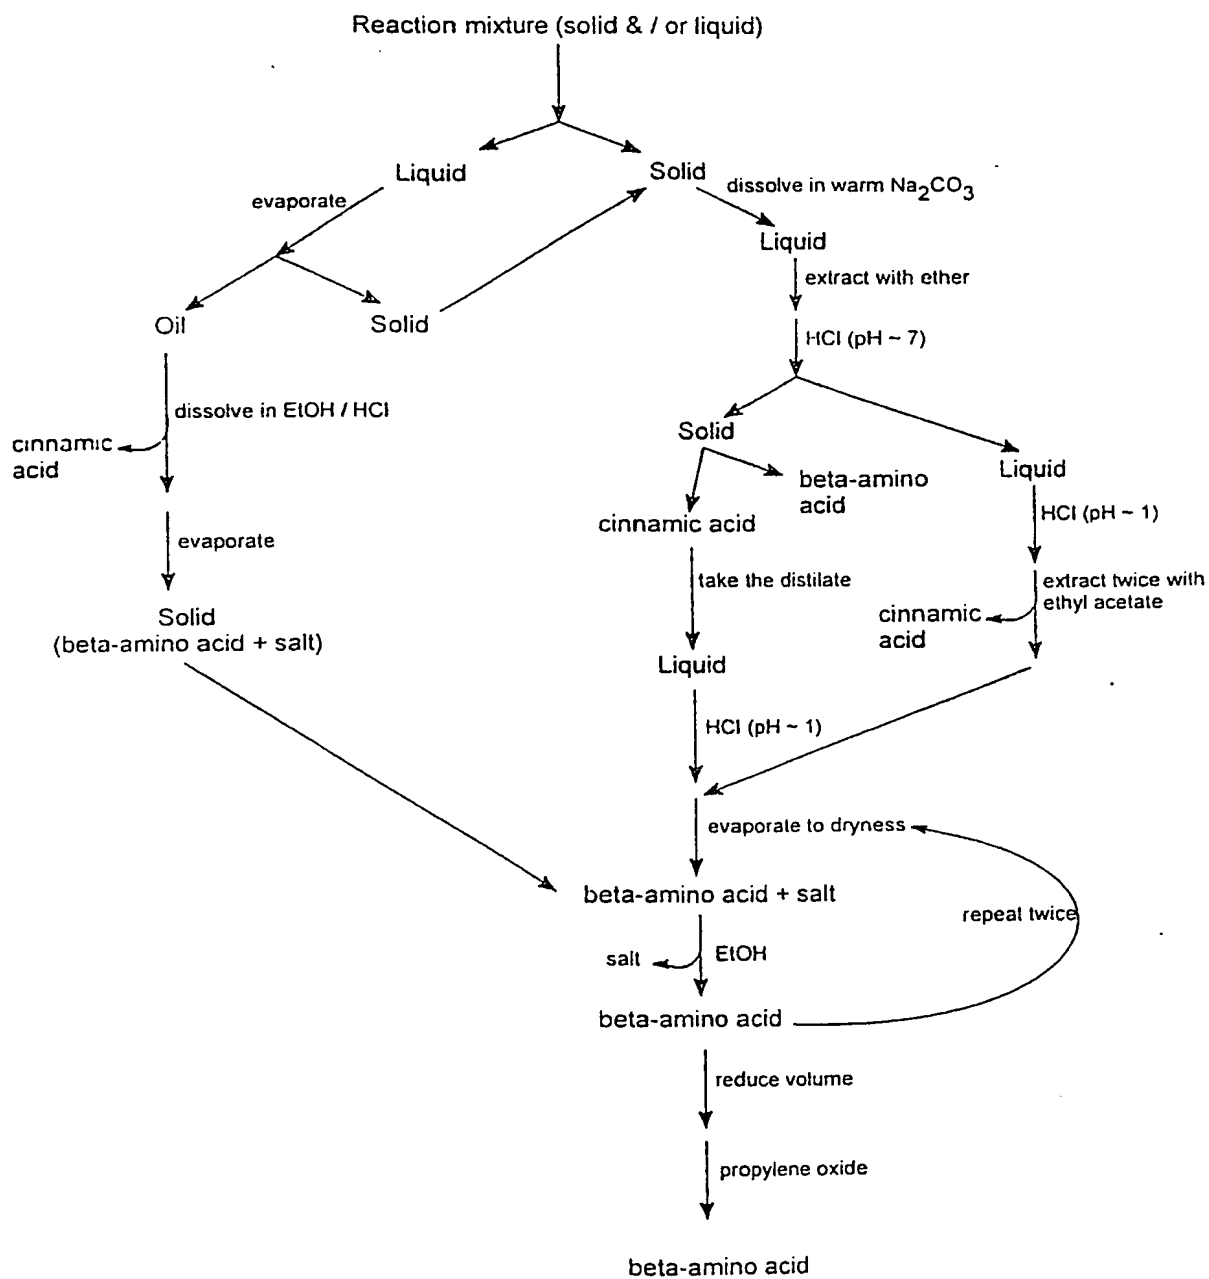 Reaction mixture (solid & / or liquid)
Liquid
Solid
dissolve in warm Na2CO3
evaporate
Liquid
extract with ether
Oil
Solid
HCl (pH ~ 7)
dissolve in EtOH / HCl
cinnamic
acid
Solid
Liquid
beta-amino
acid
HCl (pH ~ 1)
cinnamic acid
evaporate
take the distilate
extract twice with
ethyl acetate
cinnamic
acid
Solid
(beta-amino acid + salt)
Liquid
HCl (pH ~ 1)
evaporate to dryness
beta-amino acid + salt
repeat twice
salt
EtOH
beta-amino acid
reduce volume
propylene oxide
beta-amino acid